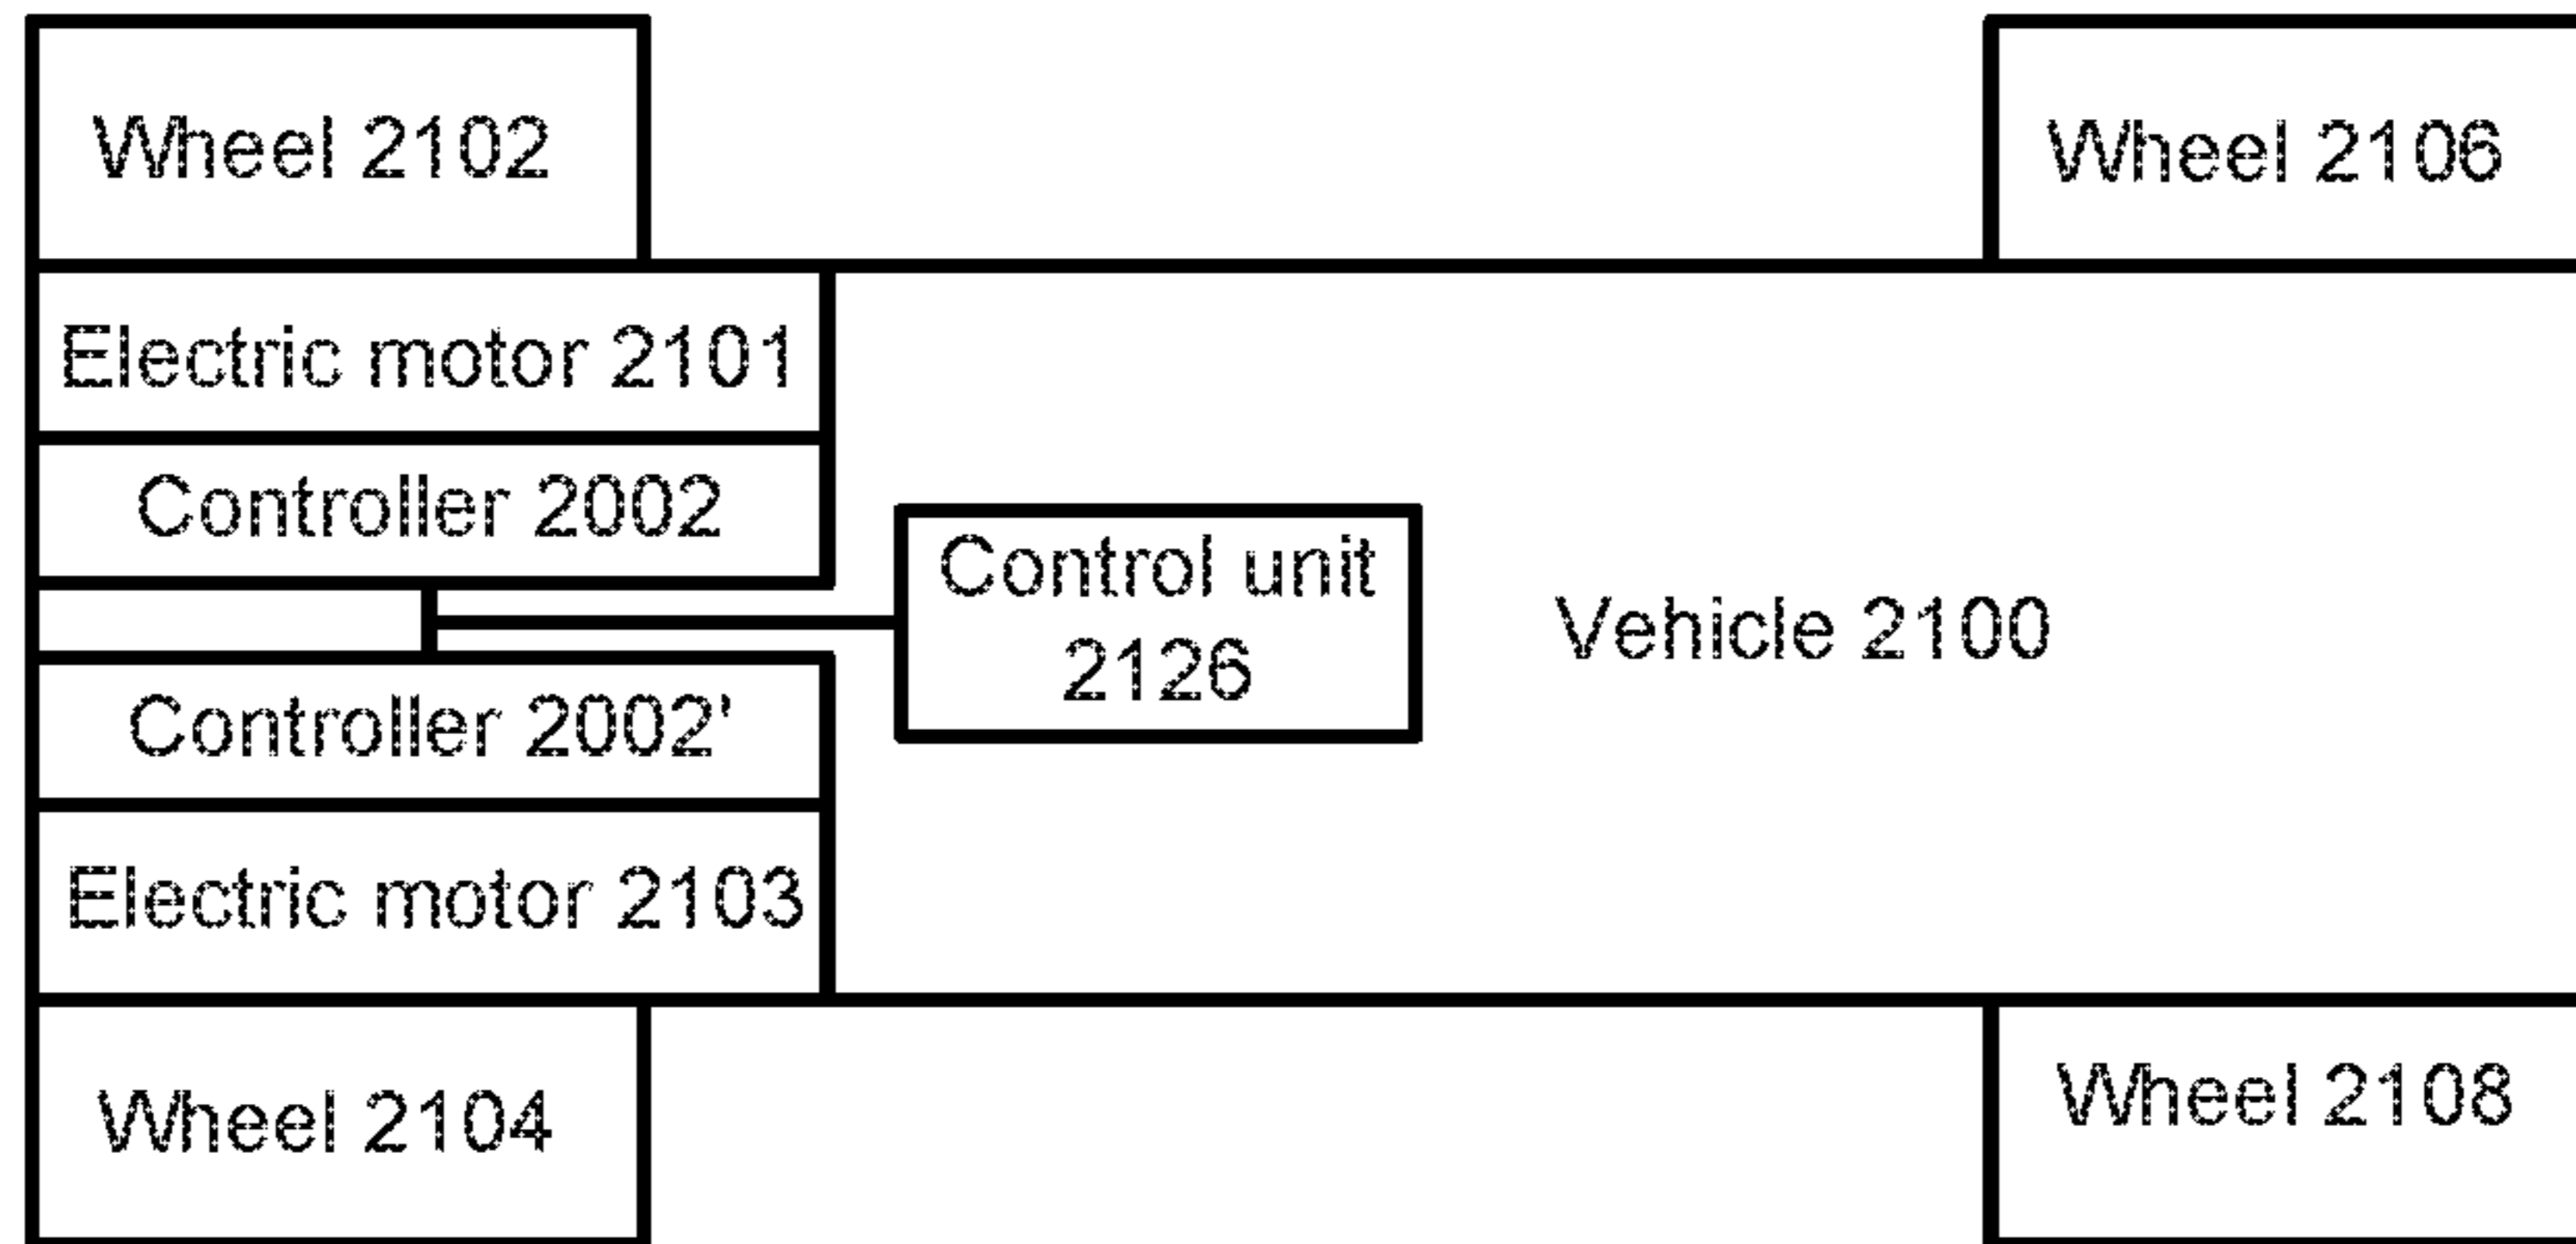 Wheel 2102
Wheel 2106
Electric motor 2101
Controller 2002
Control unit
2126
Vehicle 2100
Controller 2002'
Electric motor 2103
Wheel 2104
Wheel 2108